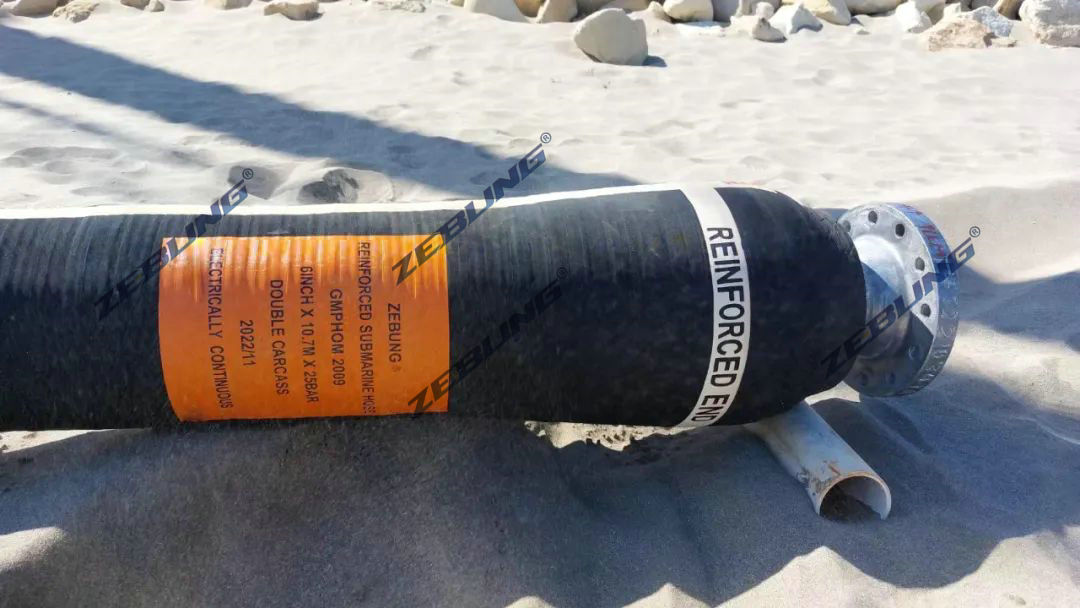 ZEBUNG®
REINFORCED SUBMARINE HOSE
GMPHOM 2009
6INCH X 10.7M X 25BAR
DOUBLE CARCASS
2022/11
ELECTRICALLY CONTINUOUS
REINFORCED END
ZEBUNG®
ZEBUNG®
ZEBUNG®
ZEBUNG®
ZEBUNG